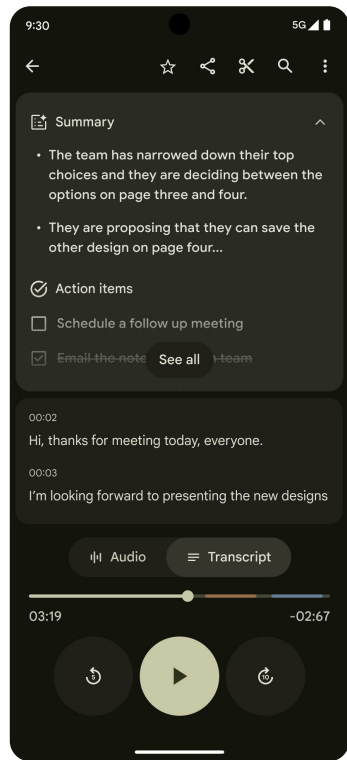 9:30
5G
Summary
• The team has narrowed down their top
choices and they are deciding between the
options on page three and four.
• They are proposing that they can save the
other design on page four...
Action items
Schedule a follow up meeting
Email the note team
See all
00:02
Hi, thanks for meeting today, everyone.
00:03
I'm looking forward to presenting the new designs
Audio
Transcript
03:19
-02:67
5
10